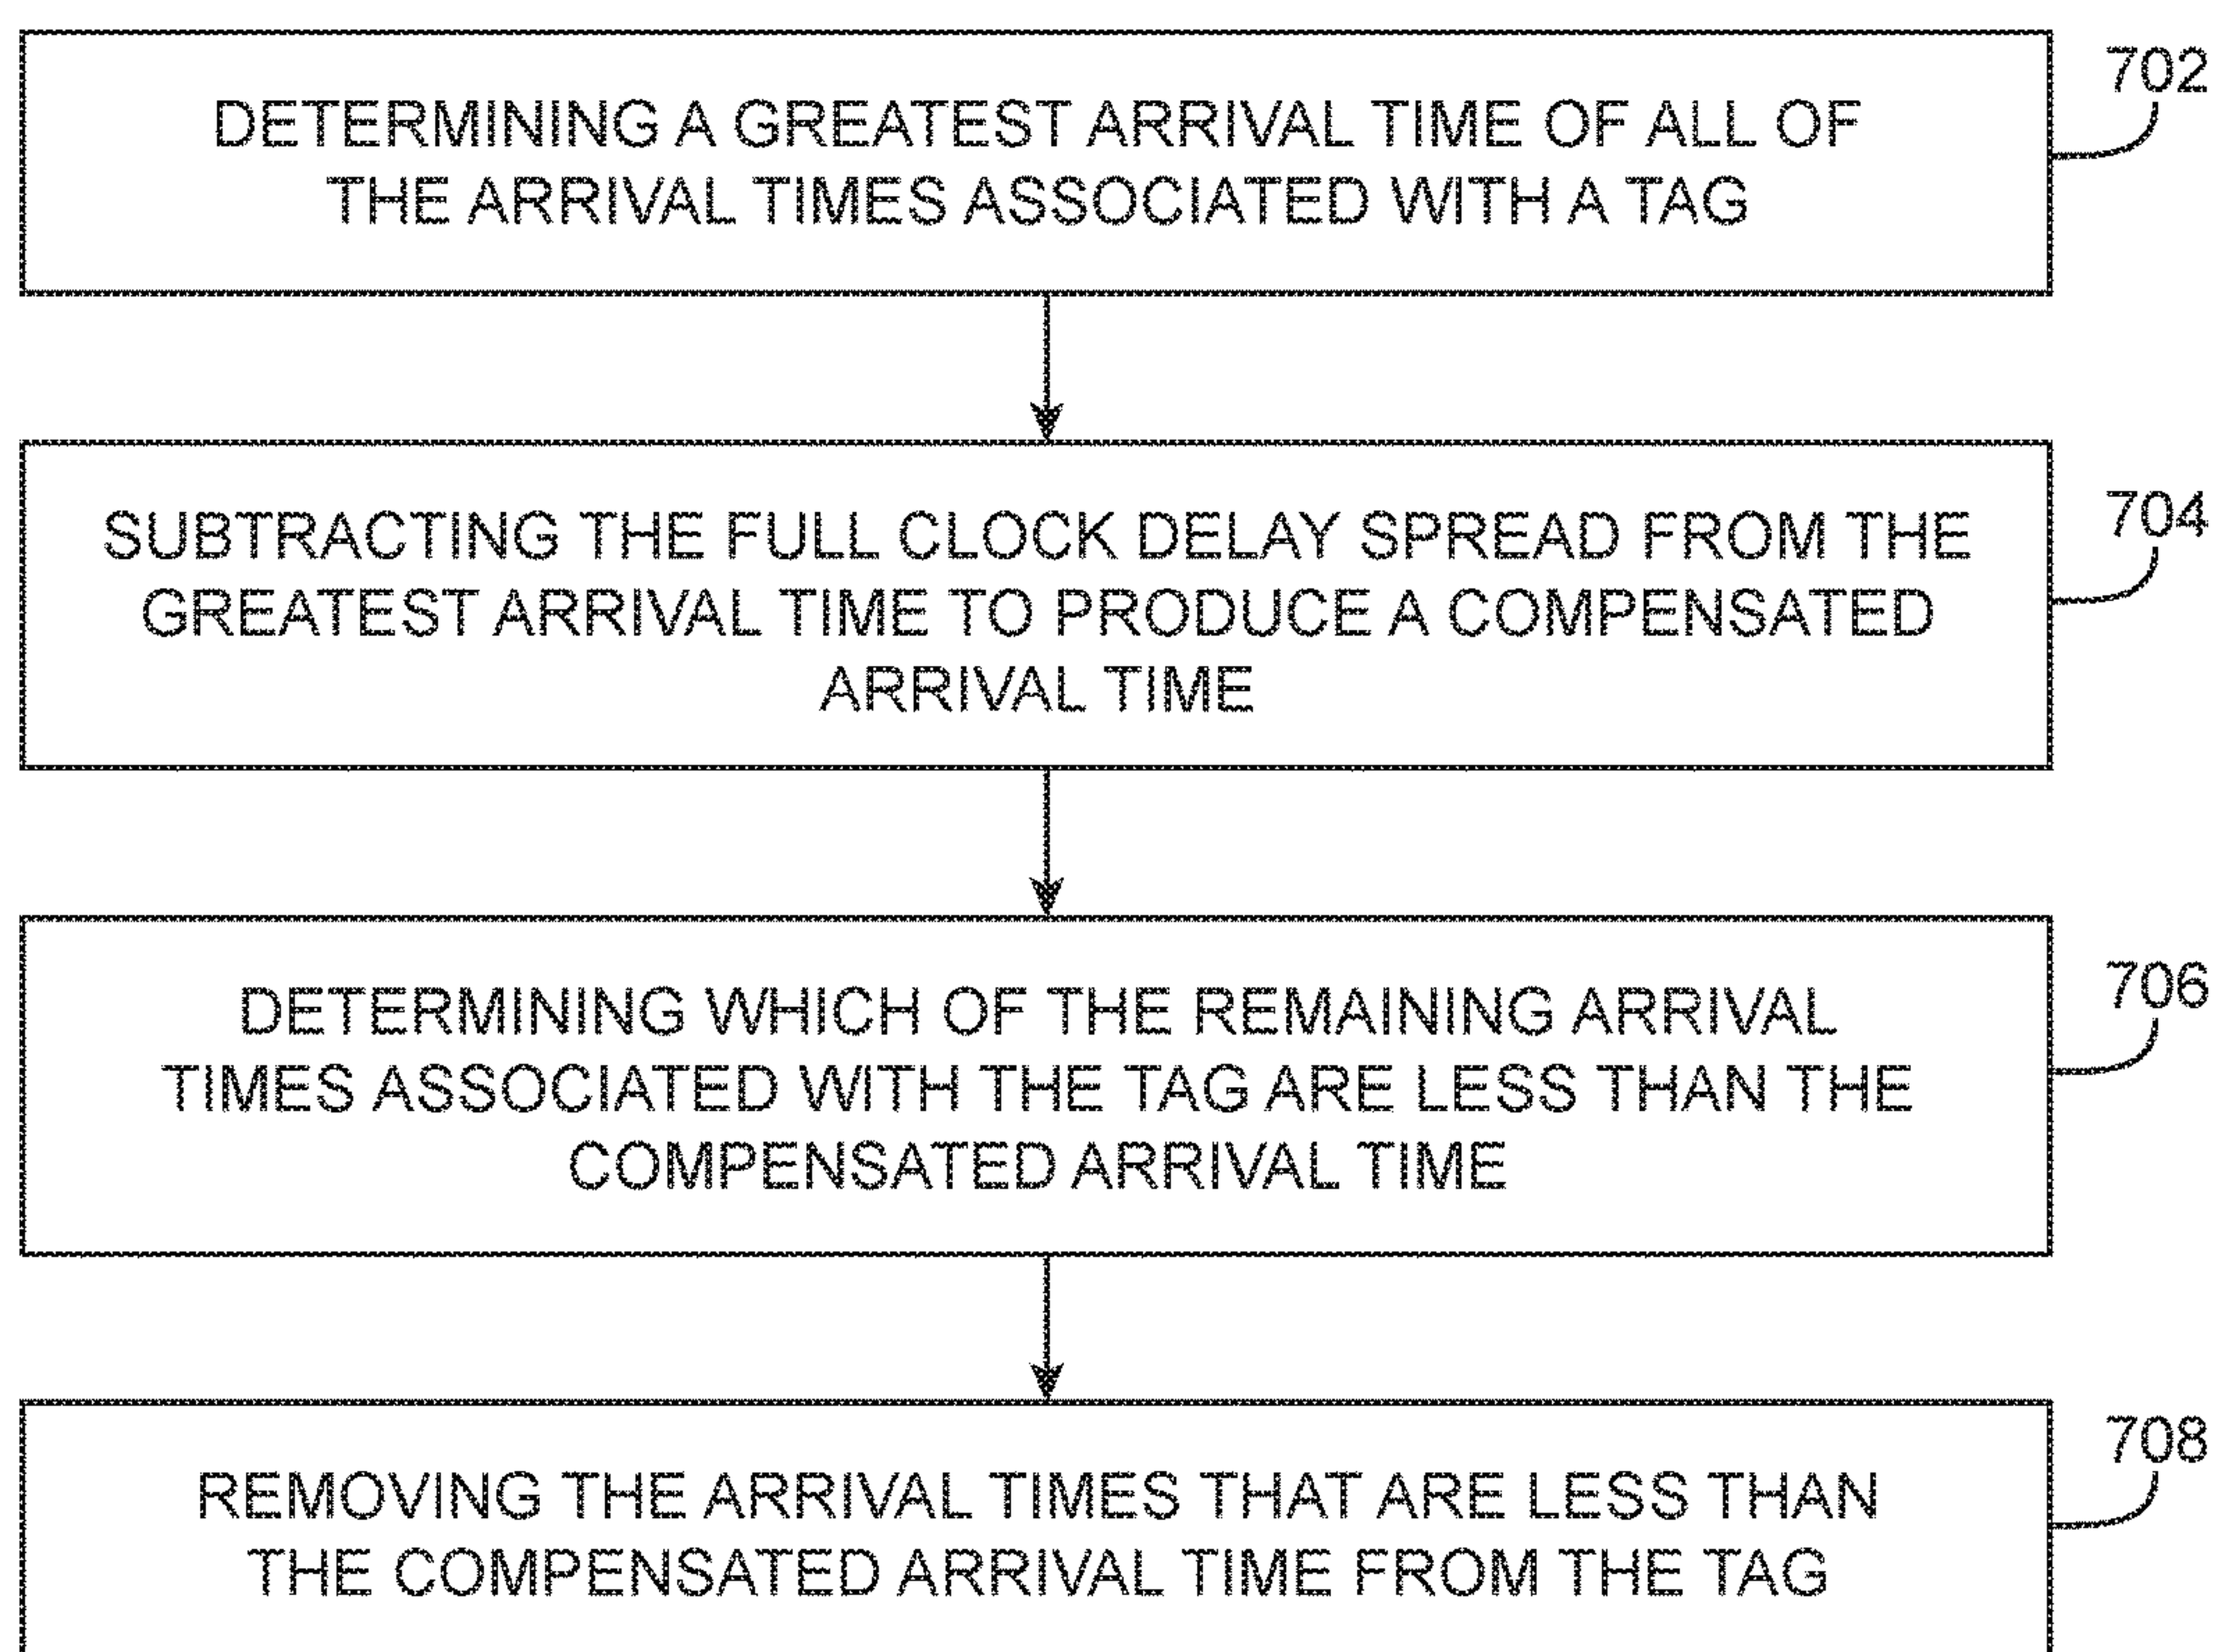 DETERMINING A GREATEST ARRIVAL TIME OF ALL OF
THE ARRIVAL TIMES ASSOCIATED WITH A TAG
702
SUBTRACTING THE FULL CLOCK DELAY SPREAD FROM THE
GREATEST ARRIVAL TIME TO PRODUCE A COMPENSATED
ARRIVAL TIME
704
DETERMINING WHICH OF THE REMAINING ARRIVAL
TIMES ASSOCIATED WITH THE TAG ARE LESS THAN THE
COMPENSATED ARRIVAL TIME
706
REMOVING THE ARRIVAL TIMES THAT ARE LESS THAN
THE COMPENSATED ARRIVAL TIME FROM THE TAG
708